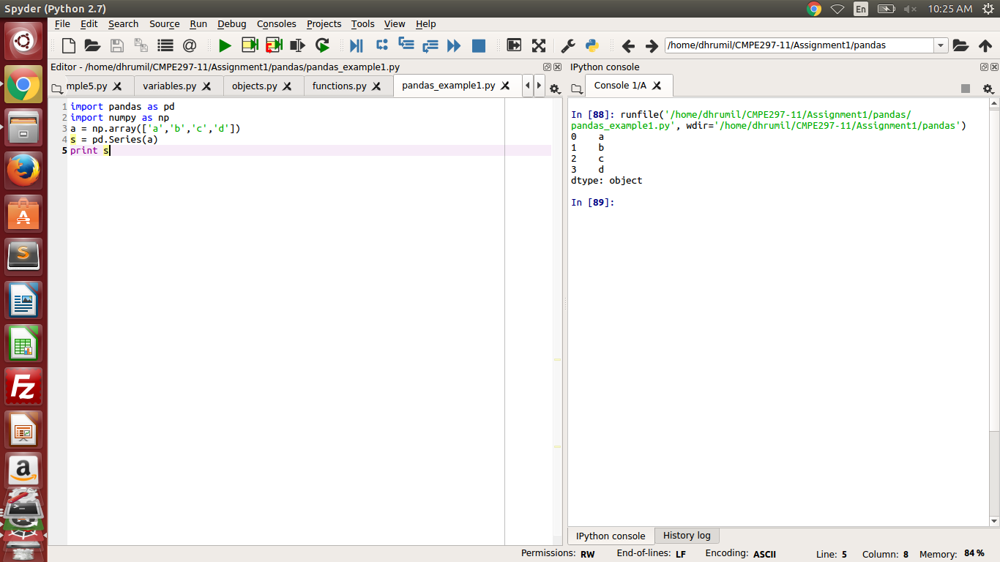 Spyder (Python 2.7)
En
10:25 AM
File Edit Search Source Run Debug Consoles Projects Tools View Help
/home/dhrumil/CMPE297-11/Assignment1/pandas
Editor - /home/dhrumil/CMPE297-11/Assignment1/pandas/pandas_example1.py
mple5.py variables.py objects.py functions.py pandas_example1.py
1 import pandas as pd
2 import numpy as np
3 a = np.array(['a','b','c','d'])
4 s = pd.Series(a)
5 print s
IPython console
Console 1/A
In [88]: runfile('/home/dhrumil/CMPE297-11/Assignment1/pandas/
pandas_example1.py', wdir='/home/dhrumil/CMPE297-11/Assignment1/pandas')
0    a
1    b
2    c
3    d
dtype: object
In [89]:
IPython console History log
Permissions: RW End-of-lines: LF Encoding: ASCII Line: 5 Column: 8 Memory: 84 %
@
A
S
Fz
a